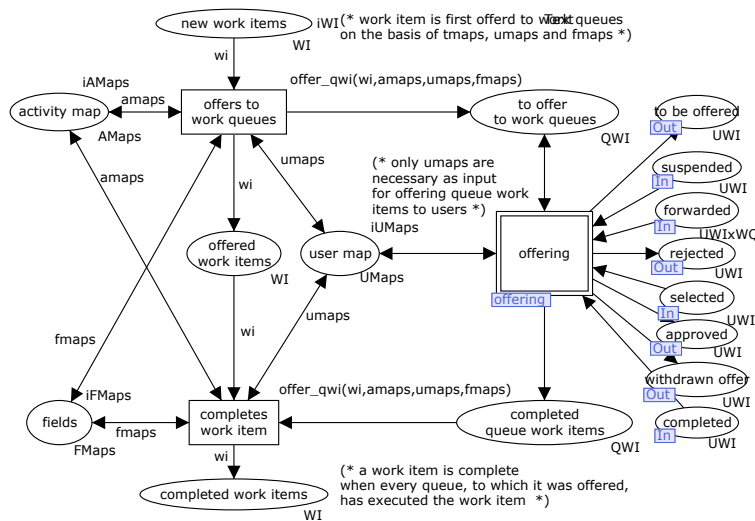 new work items
iWI
WI
(* work item is first offerd to work queues
Text
on the basis of tmaps, umaps and fmaps *)
wi
iAMaps
amaps
activity map
AMaps
offers to
work queues
offer_qwi(wi,amaps,umaps,fmaps)
to offer
to work queues
QWI
to be offered
Out
UWI
amaps
umaps
wi
(* only umaps are
necessary as input
for offering queue work
items to users *)
iUMaps
suspended
In
UWI
forwarded
In
UWIxWQ
offered
work items
WI
user map
UMaps
offering
offering
rejected
Out
UWI
selected
In
UWI
approved
Out
UWI
fmaps
wi
umaps
withdrawn offer
Out
UWI
iFMaps
fields
FMaps
fmaps
completes
work item
offer_qwi(wi,amaps,umaps,fmaps)
completed
queue work items
QWI
completed
In
UWI
wi
completed work items
WI
(* a work item is complete
when every queue, to which it was offered,
has executed the work item  *)